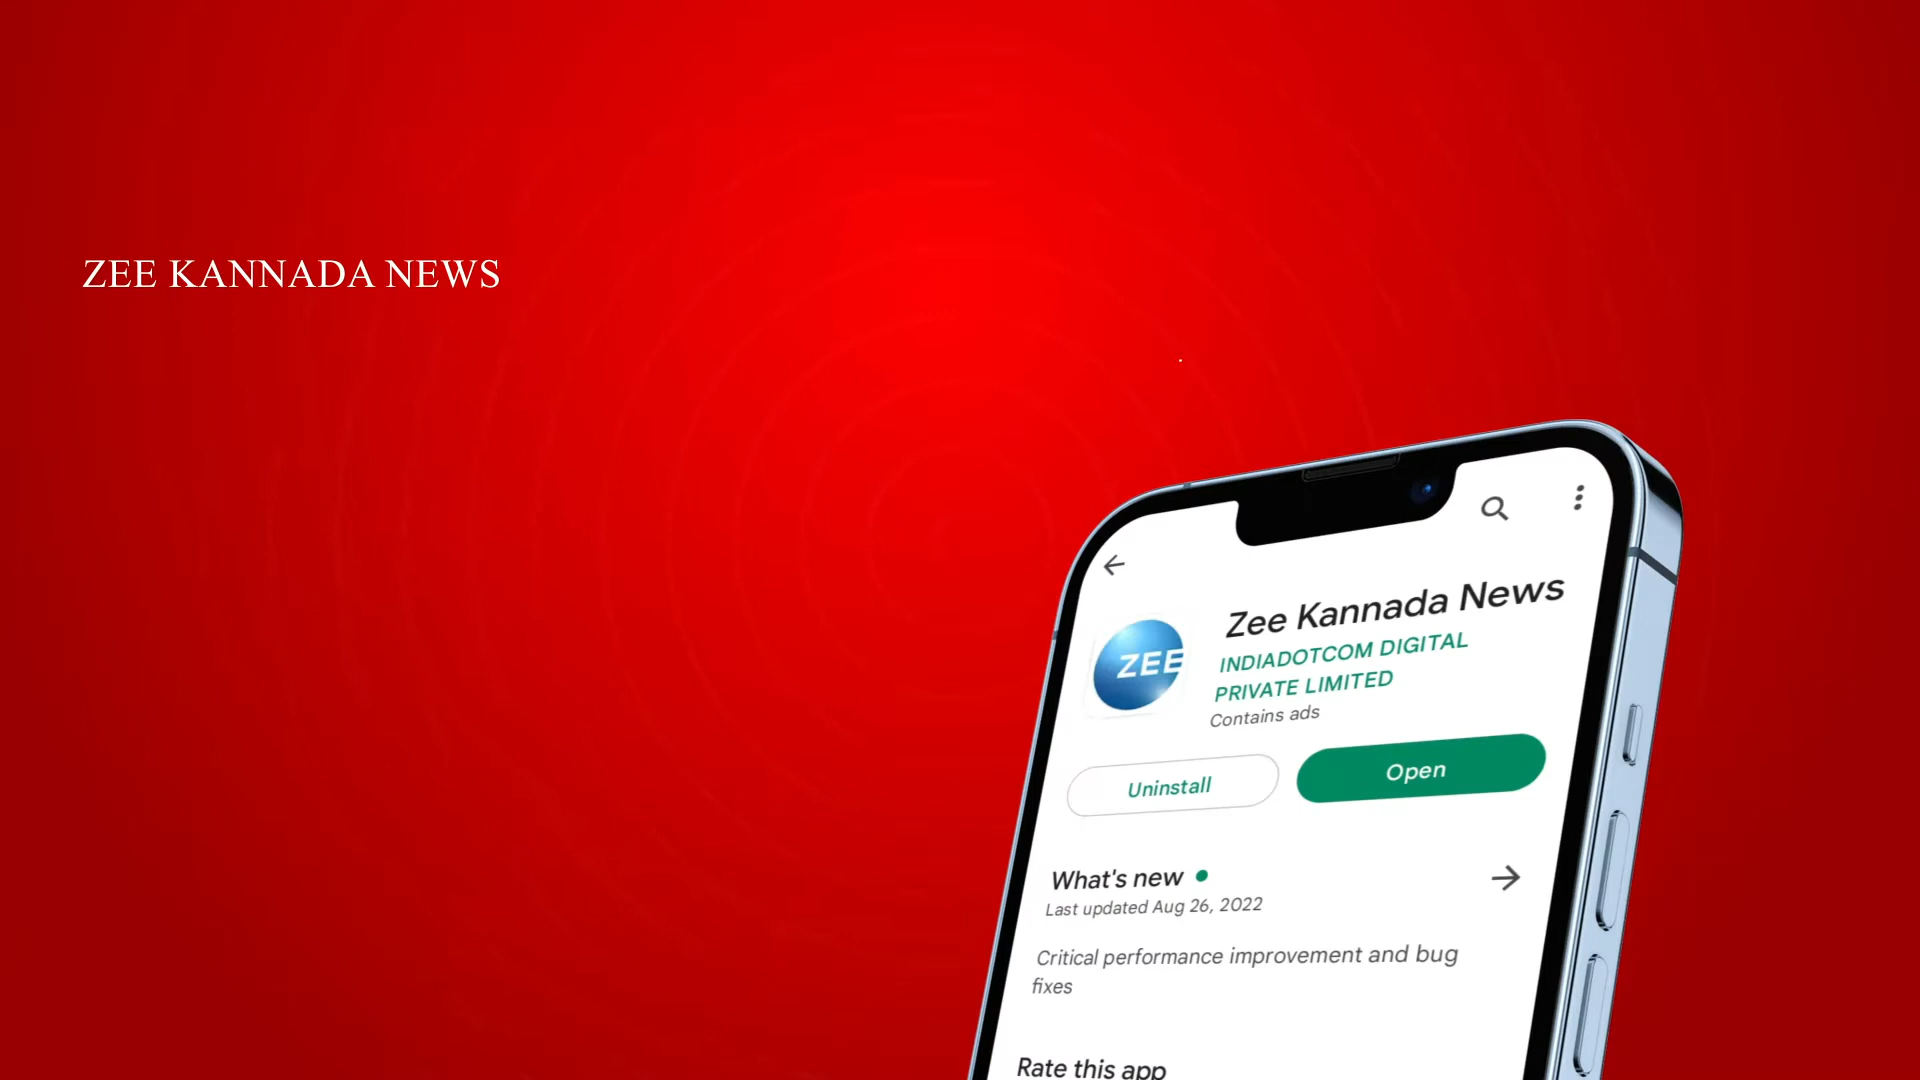 ZEE KANNADA NEWS
Zee Kannada News
ZEE
INDIADOTCOM DIGITAL
PRIVATE LIMITED
Contains ads
Uninstall
Open
What's new
Last updated Aug 26, 2022
Critical performance improvement and bug
fixes
Rate this app